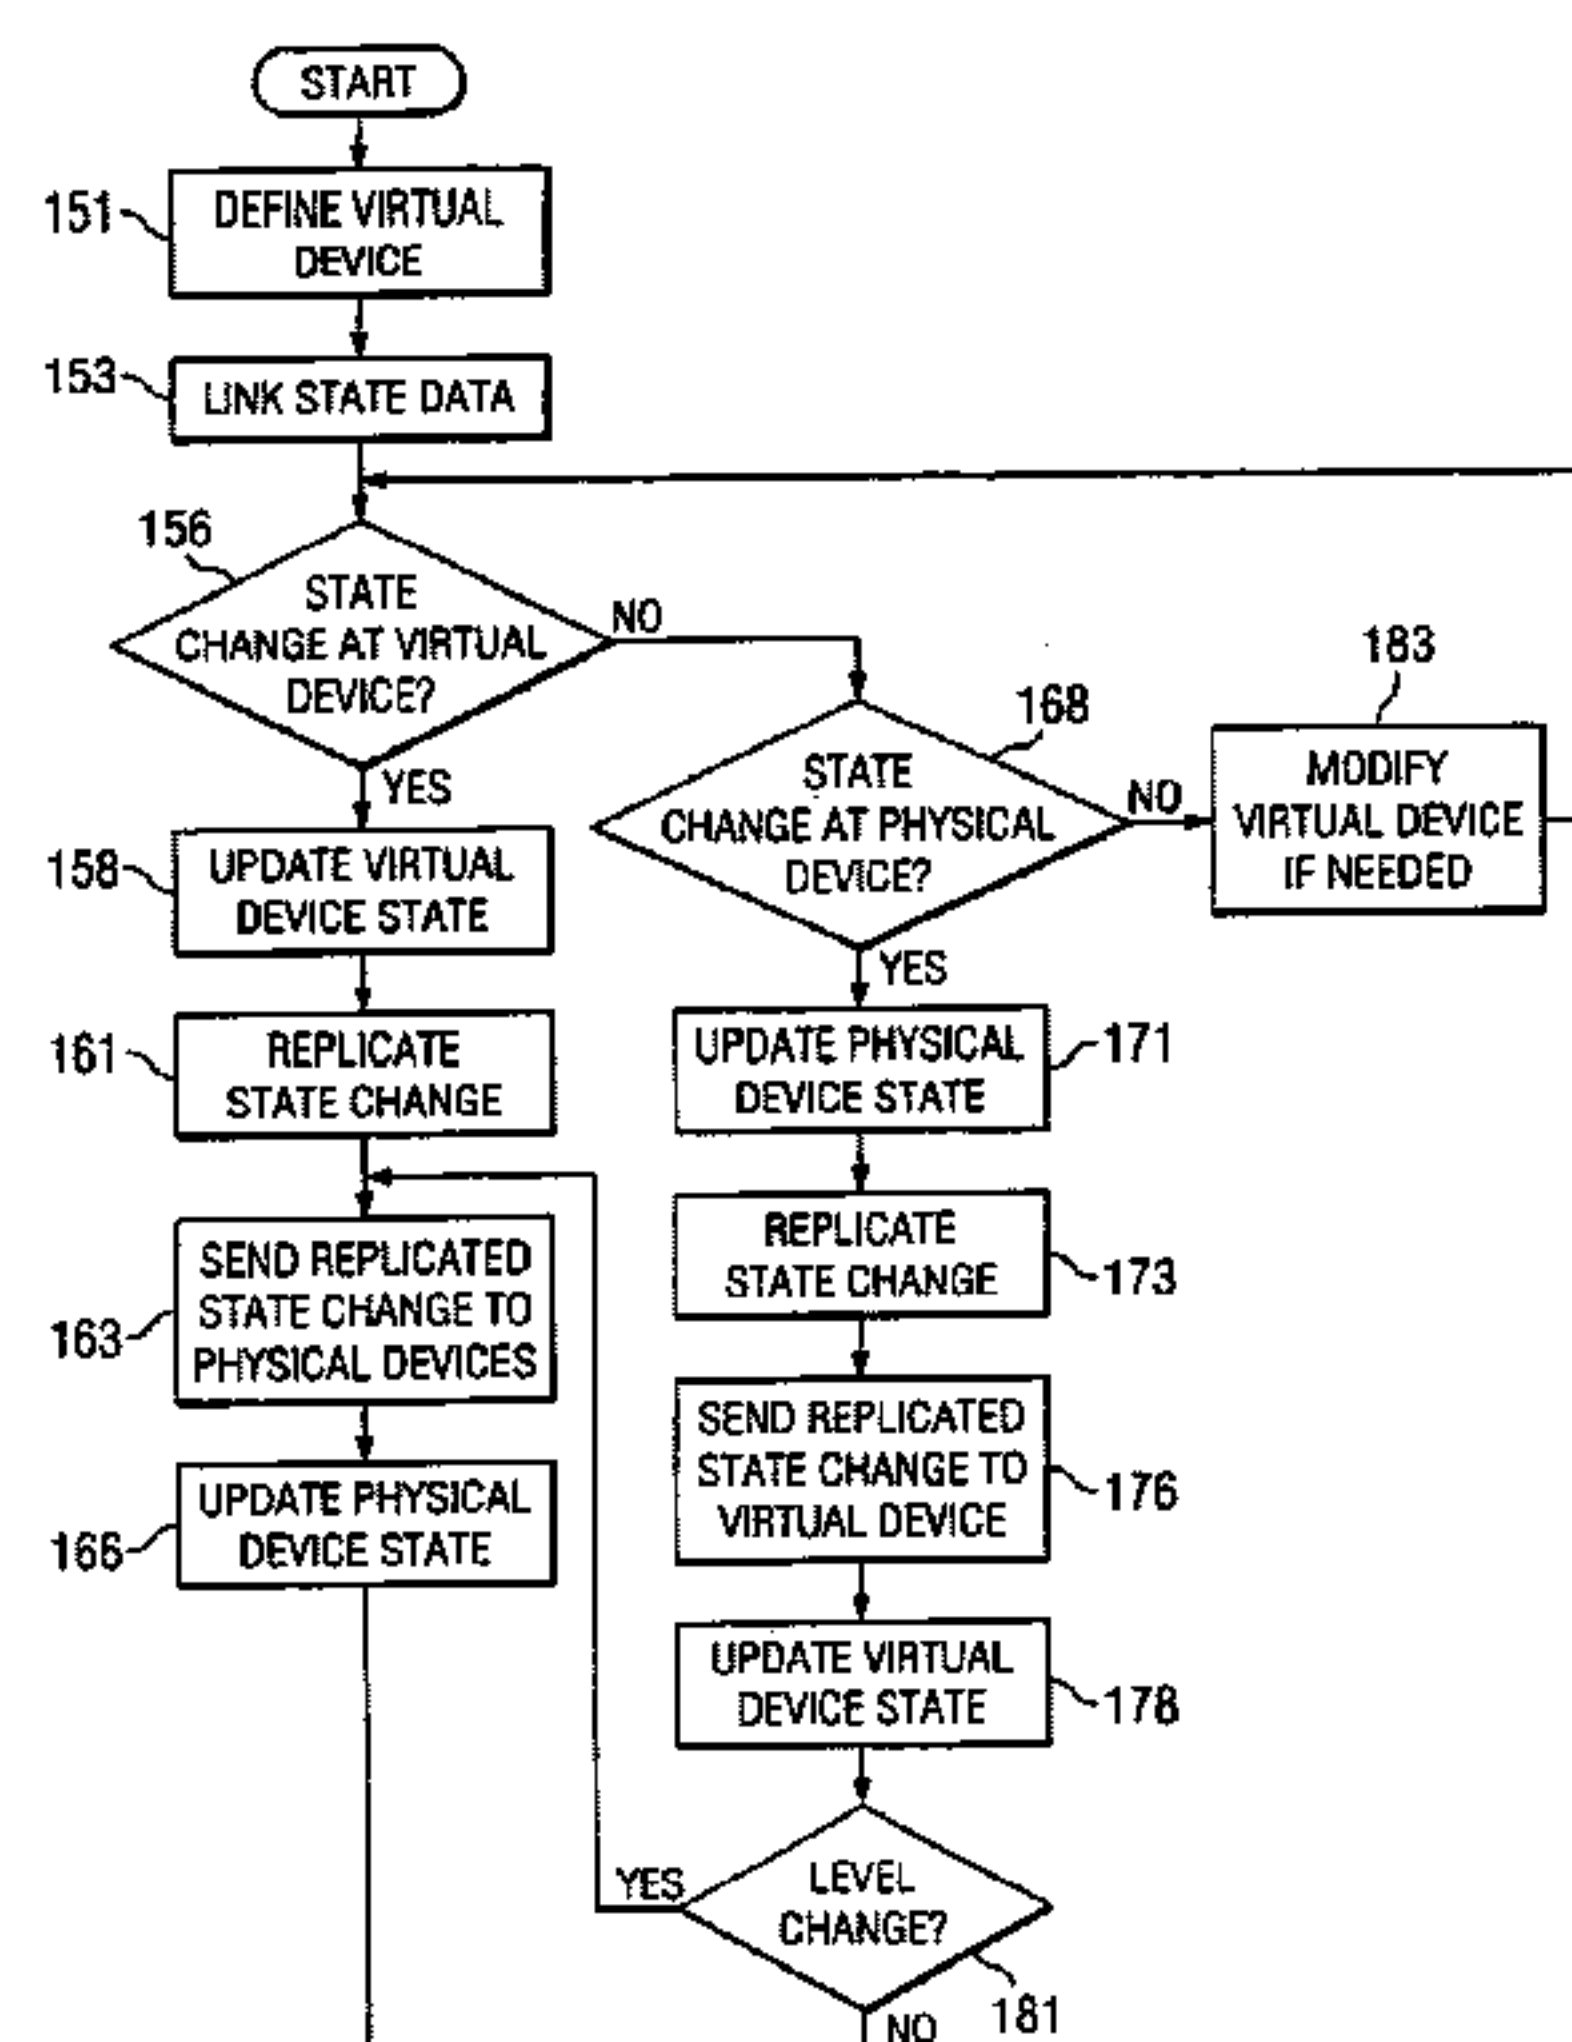 START
151
DEFINE VIRTUAL
DEVICE
153
LINK STATE DATA
156
STATE
CHANGE AT VIRTUAL
DEVICE?
NO
YES
168
STATE
CHANGE AT PHYSICAL
DEVICE?
NO
YES
183
MODIFY
VIRTUAL DEVICE
IF NEEDED
158
UPDATE VIRTUAL
DEVICE STATE
161
REPLICATE
STATE CHANGE
163
SEND REPLICATED
STATE CHANGE TO
PHYSICAL DEVICES
166
UPDATE PHYSICAL
DEVICE STATE
UPDATE PHYSICAL
DEVICE STATE
171
REPLICATE
STATE CHANGE
173
SEND REPLICATED
STATE CHANGE TO
VIRTUAL DEVICE
176
UPDATE VIRTUAL
DEVICE STATE
178
YES
LEVEL
CHANGE?
181
NO